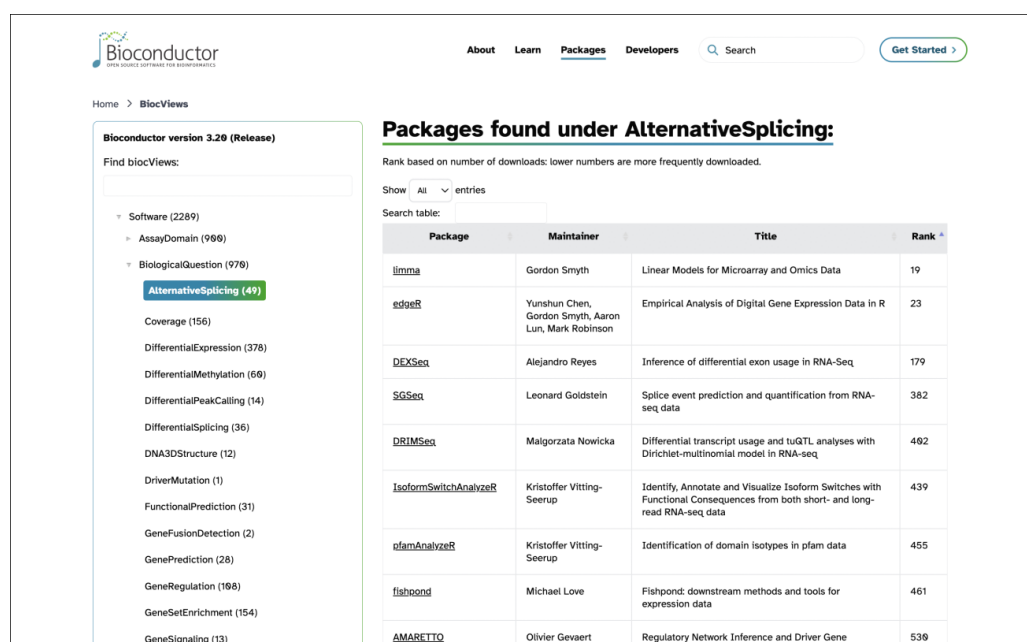 Bioconductor
OPEN SOURCE SOFTWARE FOR BIOINFORMATICS
About Learn Packages Developers Search Get Started >
Home > BiocViews
Bioconductor version 3.20 (Release)
Find biocViews:
Software (2289)
AssayDomain (900)
BiologicalQuestion (970)
AlternativeSplicing (49)
Coverage (156)
DifferentialExpression (378)
DifferentialMethylation (60)
DifferentialPeakCalling (14)
DifferentialSplicing (36)
DNA3DStructure (12)
DriverMutation (1)
FunctionalPrediction (31)
GeneFusionDetection (2)
GenePrediction (28)
GeneRegulation (108)
GeneSetEnrichment (154)
GeneSignaling (13)
Packages found under AlternativeSplicing:
Rank based on number of downloads: lower numbers are more frequently downloaded.
Show All entries
Search table:
Package Maintainer Title Rank
limma Gordon Smyth Linear Models for Microarray and Omics Data 19
edgeR Yunshun Chen, Empirical Analysis of Digital Gene Expression Data in R 23
Gordon Smyth, Aaron
Lun, Mark Robinson
DEXSeq Alejandro Reyes Inference of differential exon usage in RNA-Seq 179
SGSeq Leonard Goldstein Splice event prediction and quantification from RNA- 382
seq data
DRIMSeq Malgorzata Nowicka Differential transcript usage and tuQTL analyses with 402
Dirichlet-multinomial model in RNA-seq
IsoformSwitchAnalyzeR Kristoffer Vitting- Identify, Annotate and Visualize Isoform Switches with 439
Seerup Functional Consequences from both short- and long-
read RNA-seq data
pfamAnalyzeR Kristoffer Vitting- Identification of domain isotypes in pfam data 455
Seerup
fishpond Michael Love Fishpond: downstream methods and tools for 461
expression data
AMARETTO Olivier Gevaert Regulatory Network Inference and Driver Gene 530